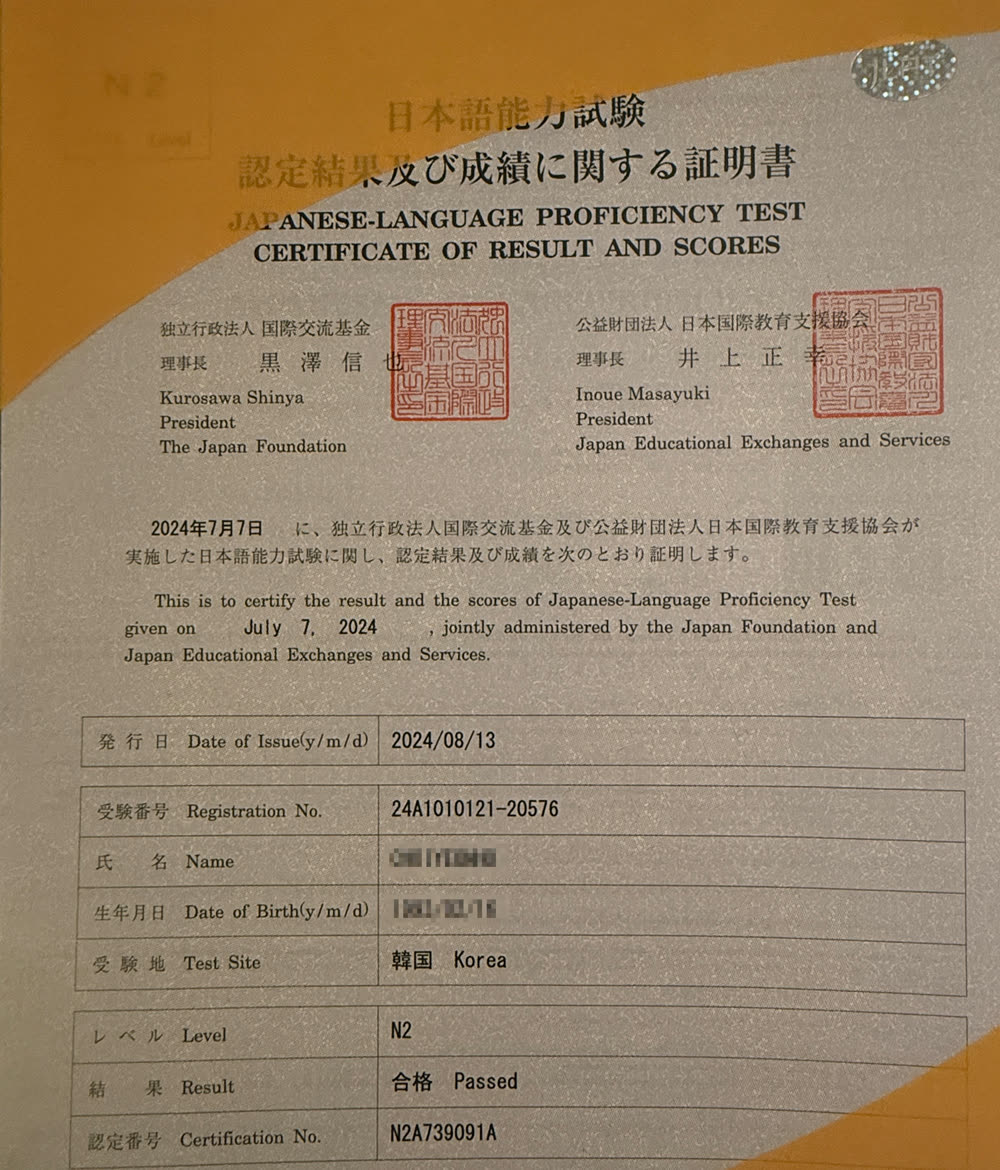 N2
Level
日本語能力試験
認定結果及び成績に関する証明書
JAPANESE-LANGUAGE PROFICIENCY TEST
CERTIFICATE OF RESULT AND SCORES
独立行政法人 国際交流基金
理事長 黒澤信也
Kurosawa Shinya
President
The Japan Foundation
公益財団法人 日本国際教育支援協会
理事長 井上正幸
Inoue Masayuki
President
Japan Educational Exchanges and Services
2024年7月7日 に、独立行政法人国際交流基金及び公益財団法人日本国際教育支援協会が
実施した日本語能力試験に関し、認定結果及び成績を次のとおり証明します。
This is to certify the result and the scores of Japanese-Language Proficiency Test
given on July 7, 2024 , jointly administered by the Japan Foundation and
Japan Educational Exchanges and Services.
発行日 Date of Issue(y/m/d) 2024/08/13
受験番号 Registration No. 24A1010121-20576
氏名 Name
生年月日 Date of Birth(y/m/d)
受験地 Test Site 韓国 Korea
レベル Level N2
結果 Result 合格 Passed
認定番号 Certification No. N2A739091A